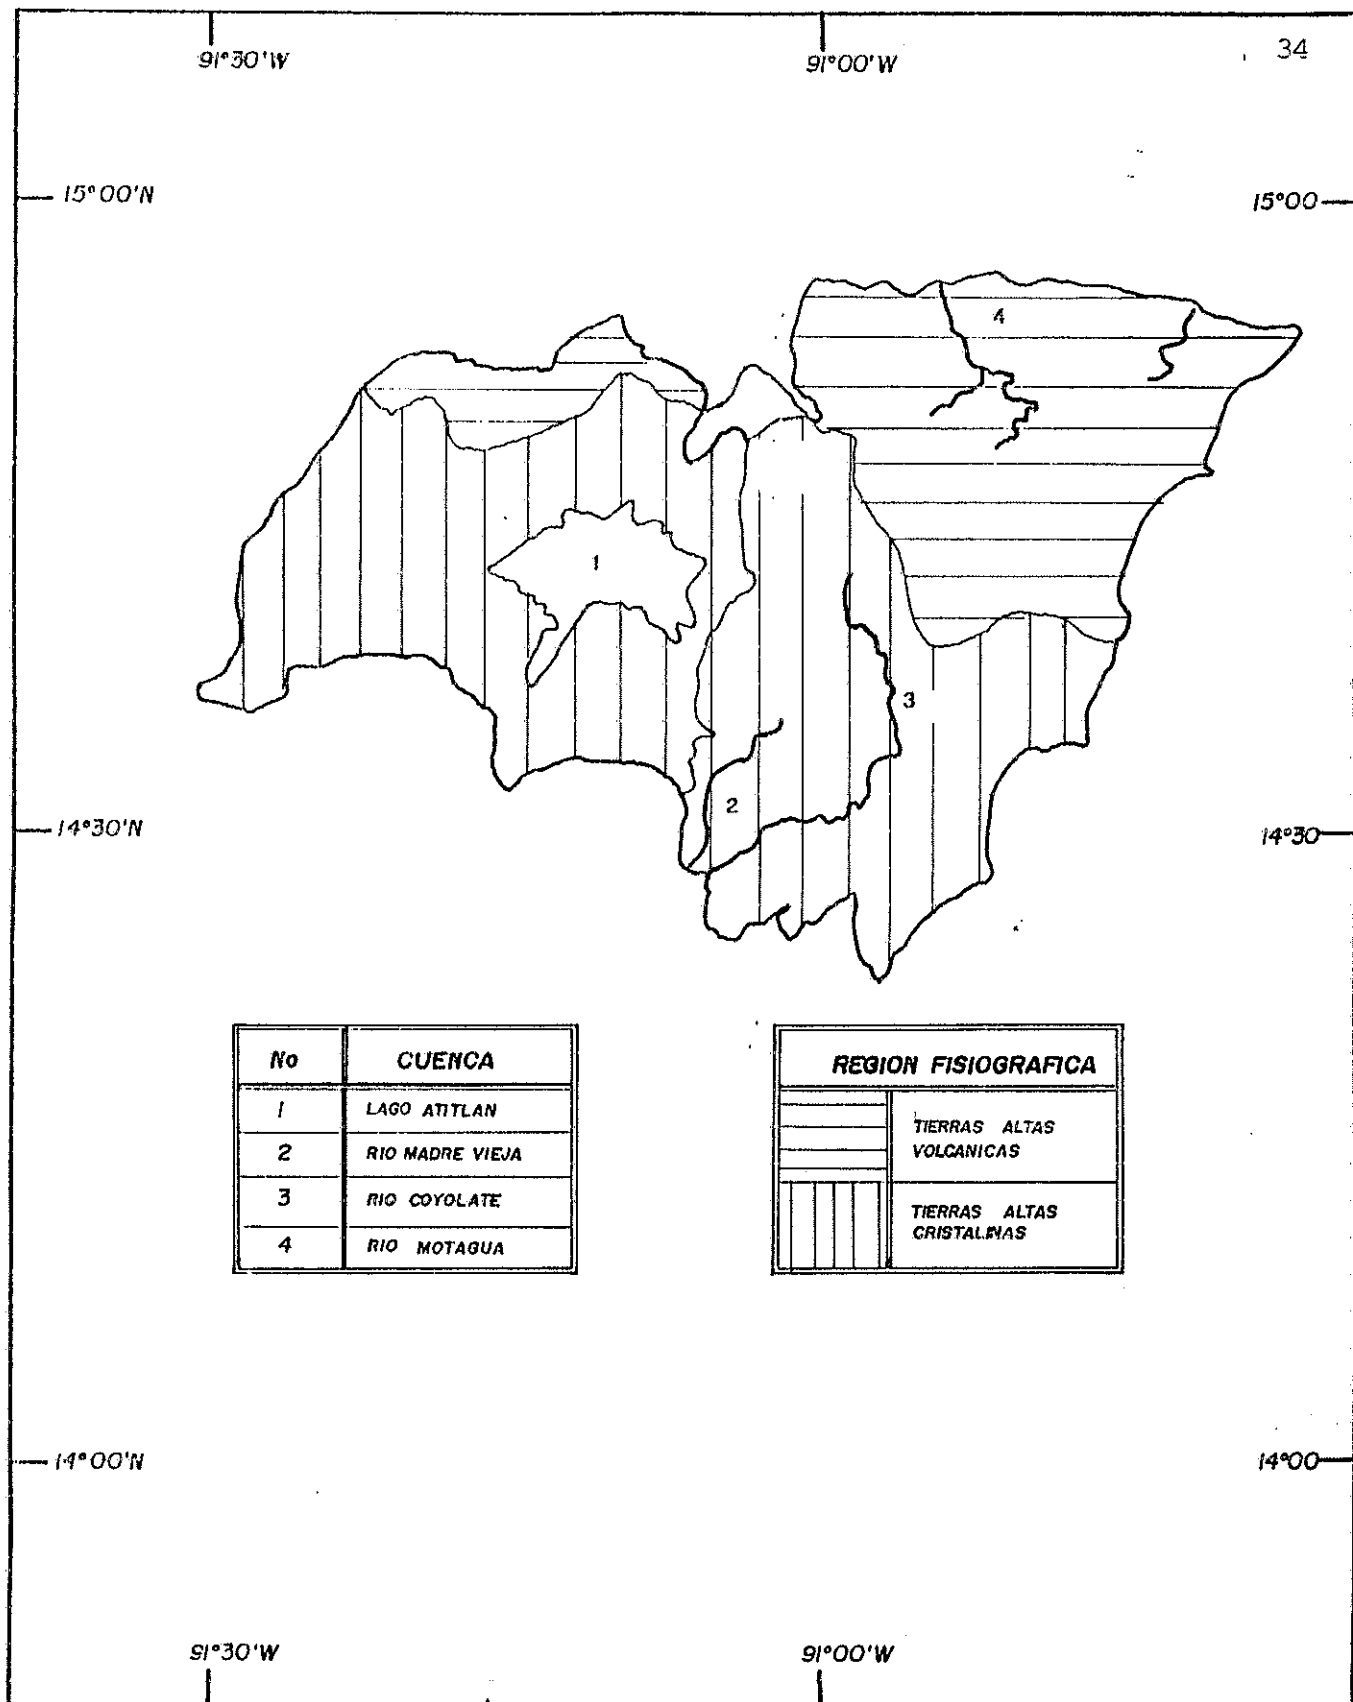 91°30'W 91°00'W 34
15°00'N 15°00
4
1
3
2
14°30'N 14°30
No CUENCA
1 LAGO ATITLAN
2 RIO MADRE VIEJA
3 RIO COYOLATE
4 RIO MOTAGUA
REGION FISIOGRAFICA
TIERRAS ALTAS
VOLCANICAS
TIERRAS ALTAS
CRISTALINAS
14°00'N 14°00
91°30'W 91°00'W